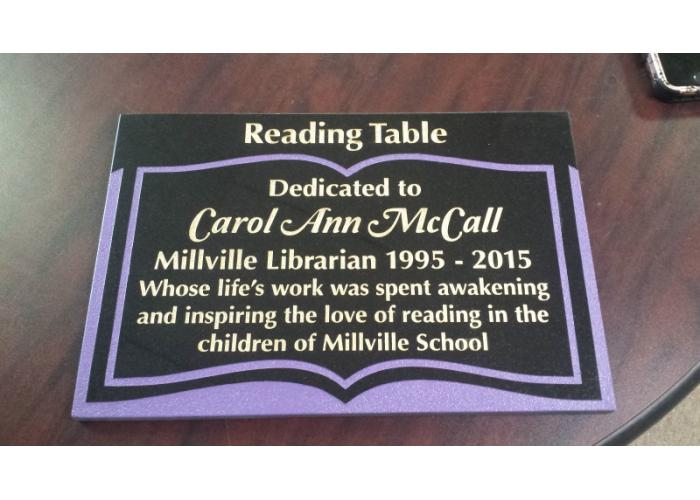 Reading Table
Dedicated to
Carol Ann McCall
Millville Librarian 1995 - 2015
Whose life's work was spent awakening
and inspiring the love of reading in the
children of Millville School